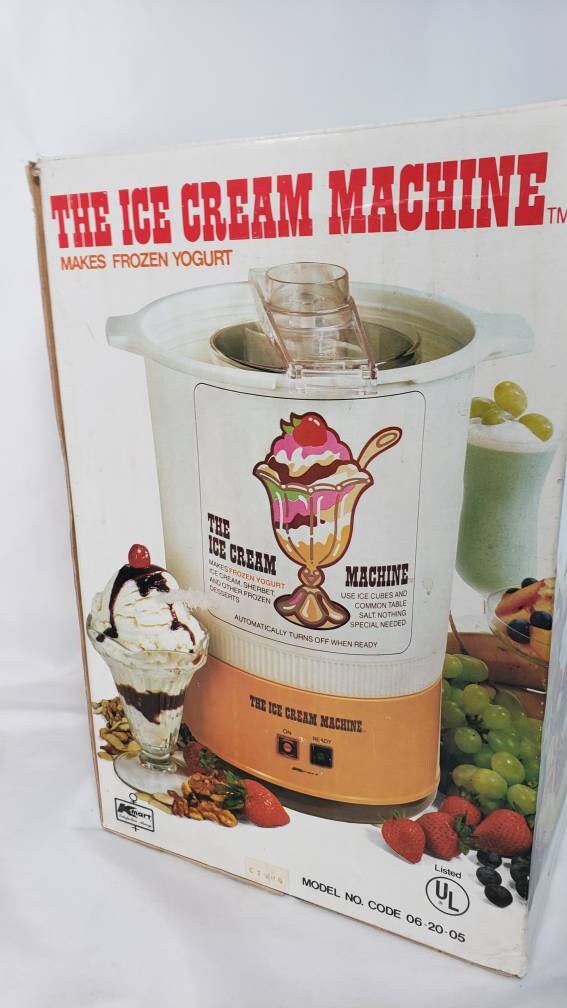 THE ICE CREAM MACHINE™
MAKES FROZEN YOGURT
THE
ICE CREAM
MACHINE
MAKES FROZEN YOGURT
ICE CREAM, SHERBET
AND OTHER FROZEN
DESSERTS
USE ICE CUBES AND
COMMON TABLE
SALT. NOTHING
SPECIAL NEEDED
AUTOMATICALLY TURNS OFF WHEN READY
THE ICE CREAM MACHINE
ON
READY
Kmart
Listed
UL
®
MODEL NO. CODE 06-20-05